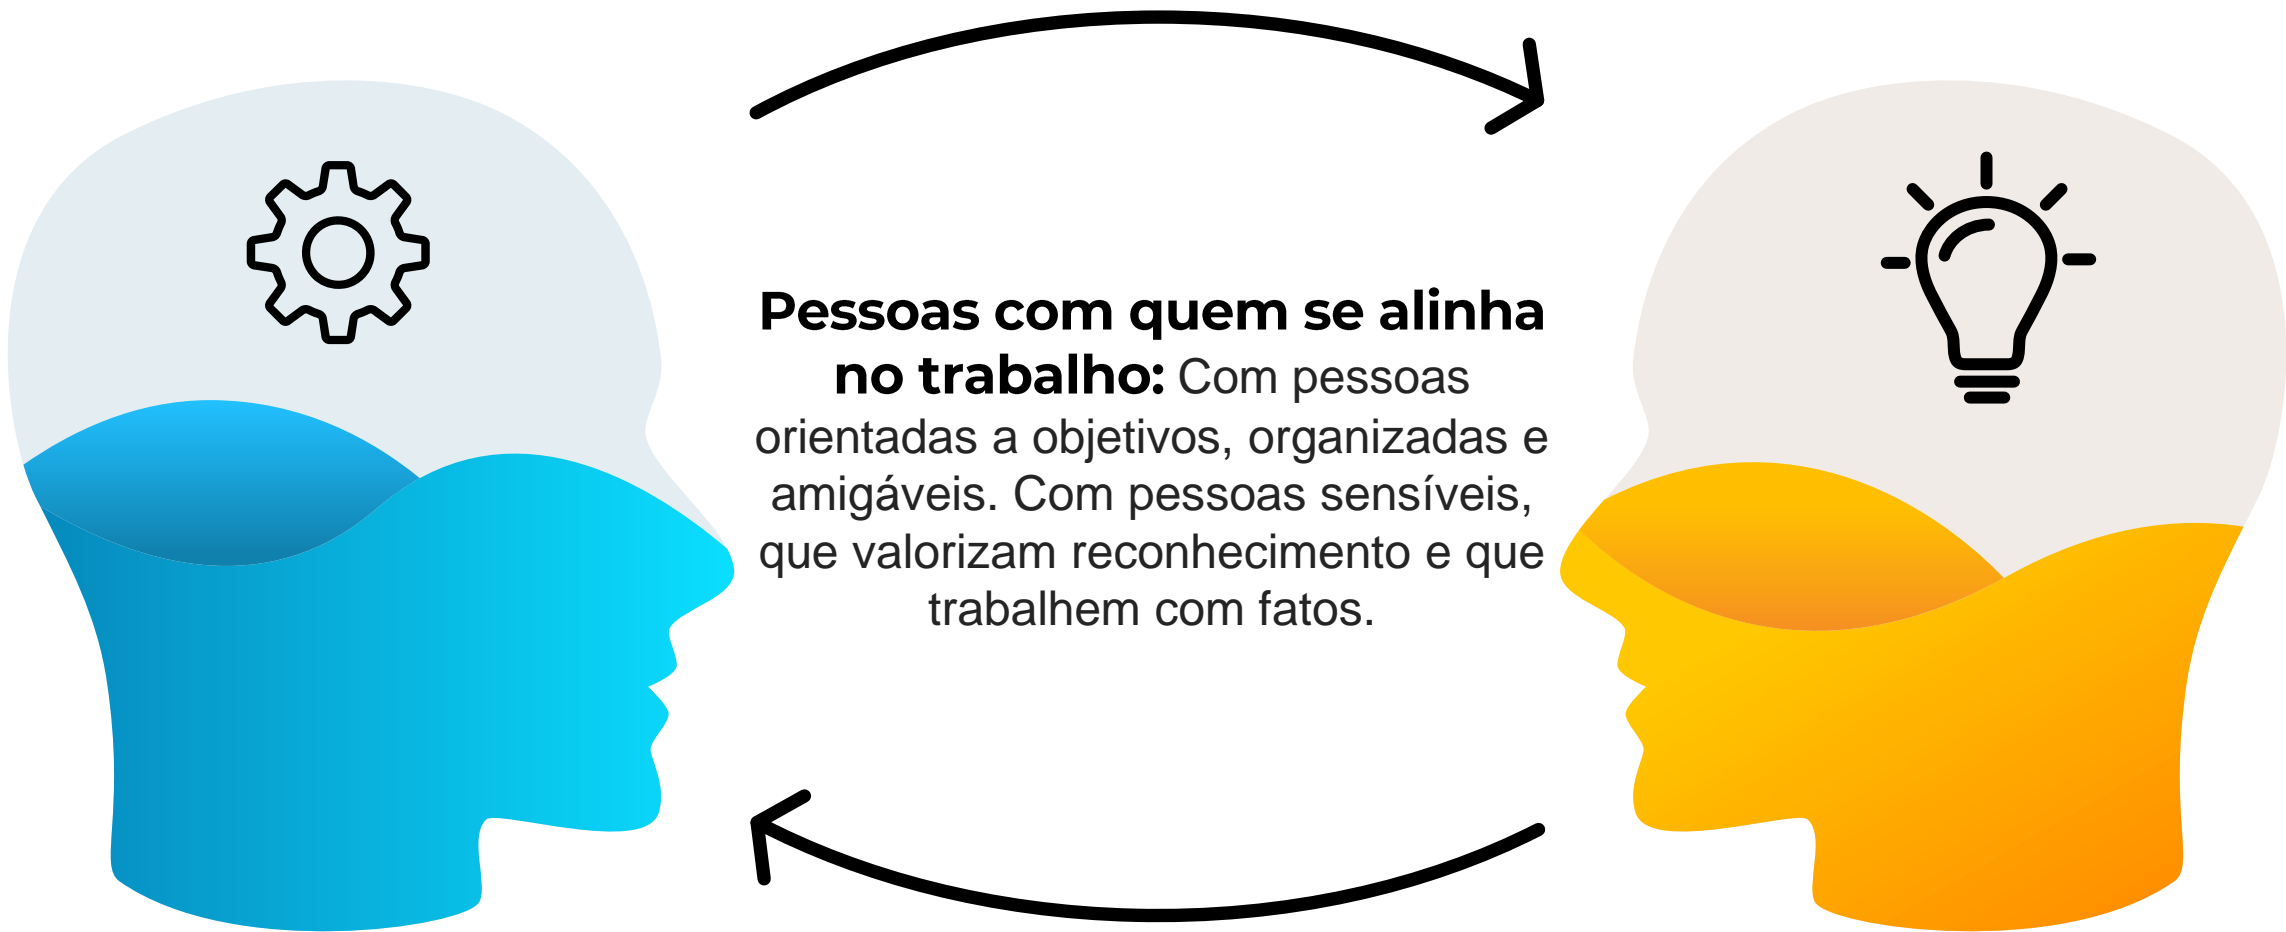 Pessoas com quem se alinha
no trabalho: Com pessoas
orientadas a objetivos, organizadas e
amigáveis. Com pessoas sensíveis,
que valorizam reconhecimento e que
trabalhem com fatos.